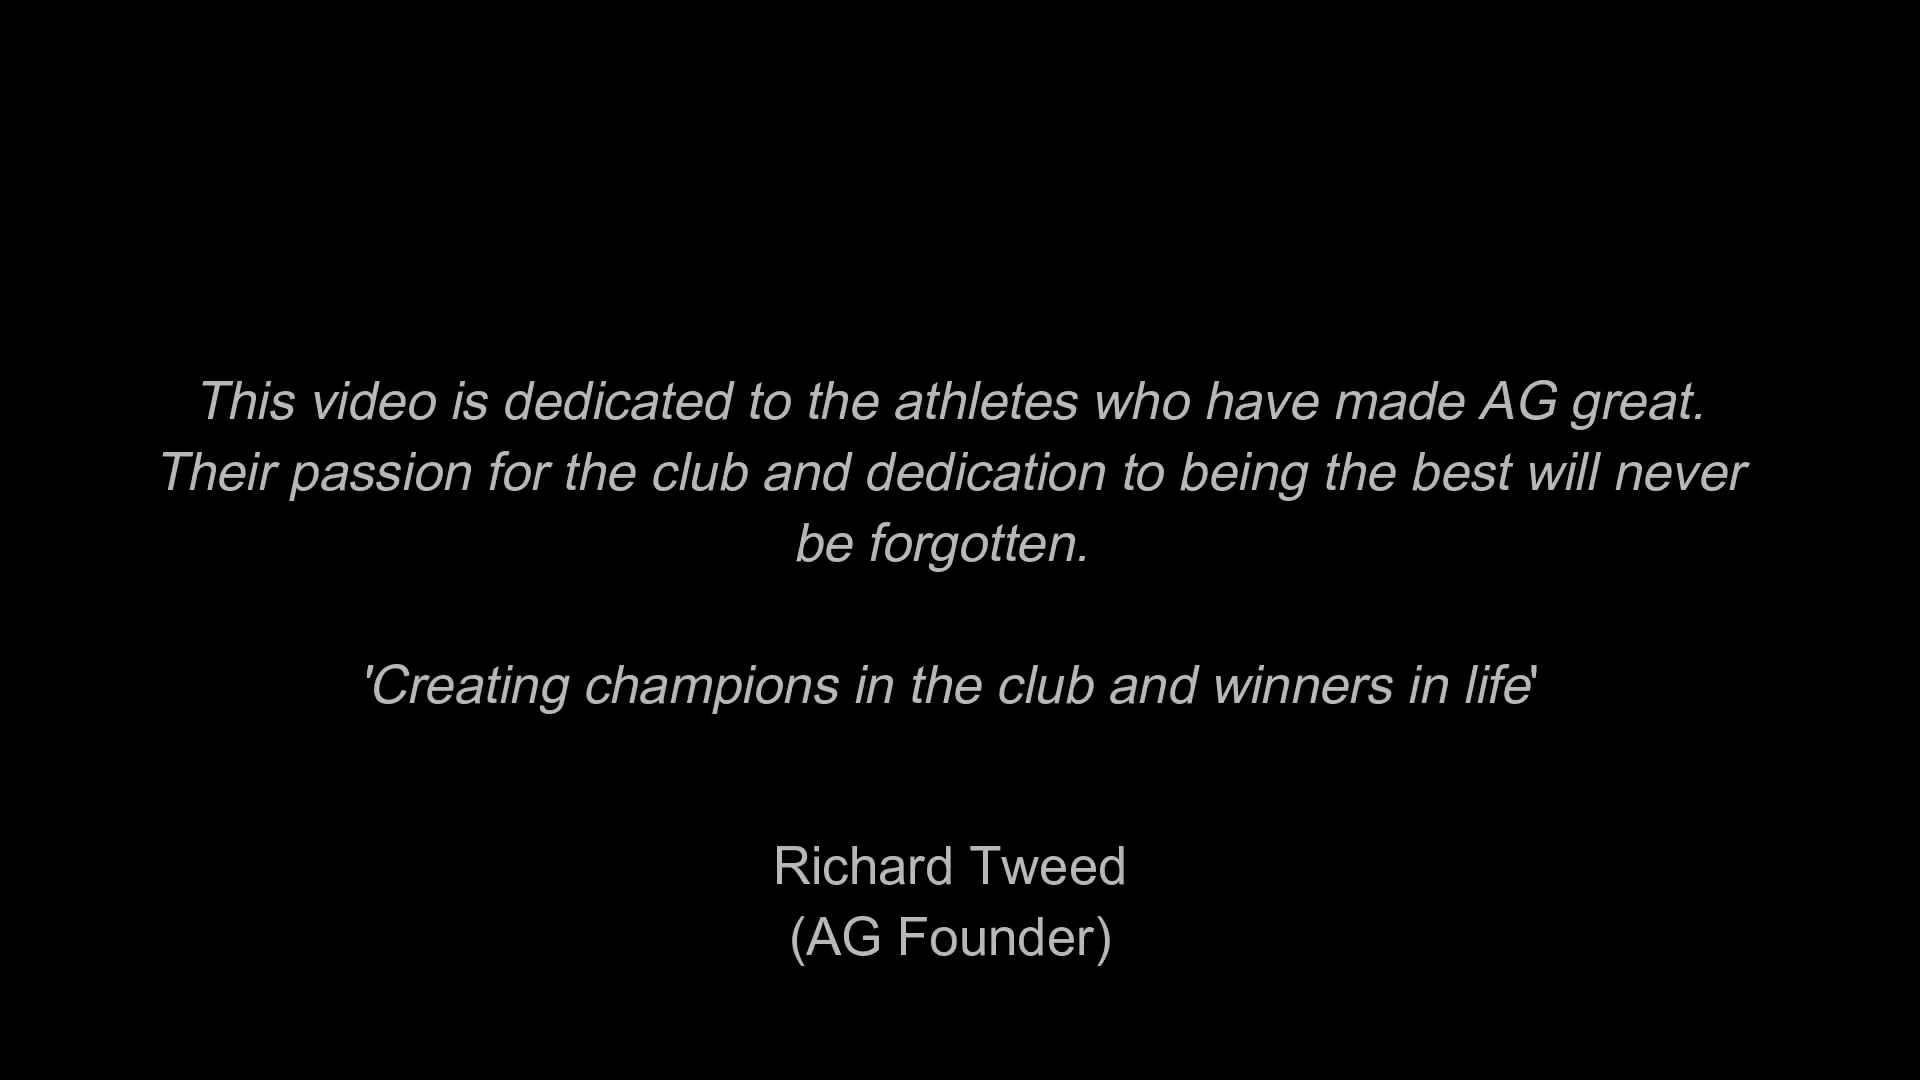 This video is dedicated to the athletes who have made AG great.
Their passion for the club and dedication to being the best will never
be forgotten.
'Creating champions in the club and winners in life'
Richard Tweed
(AG Founder)